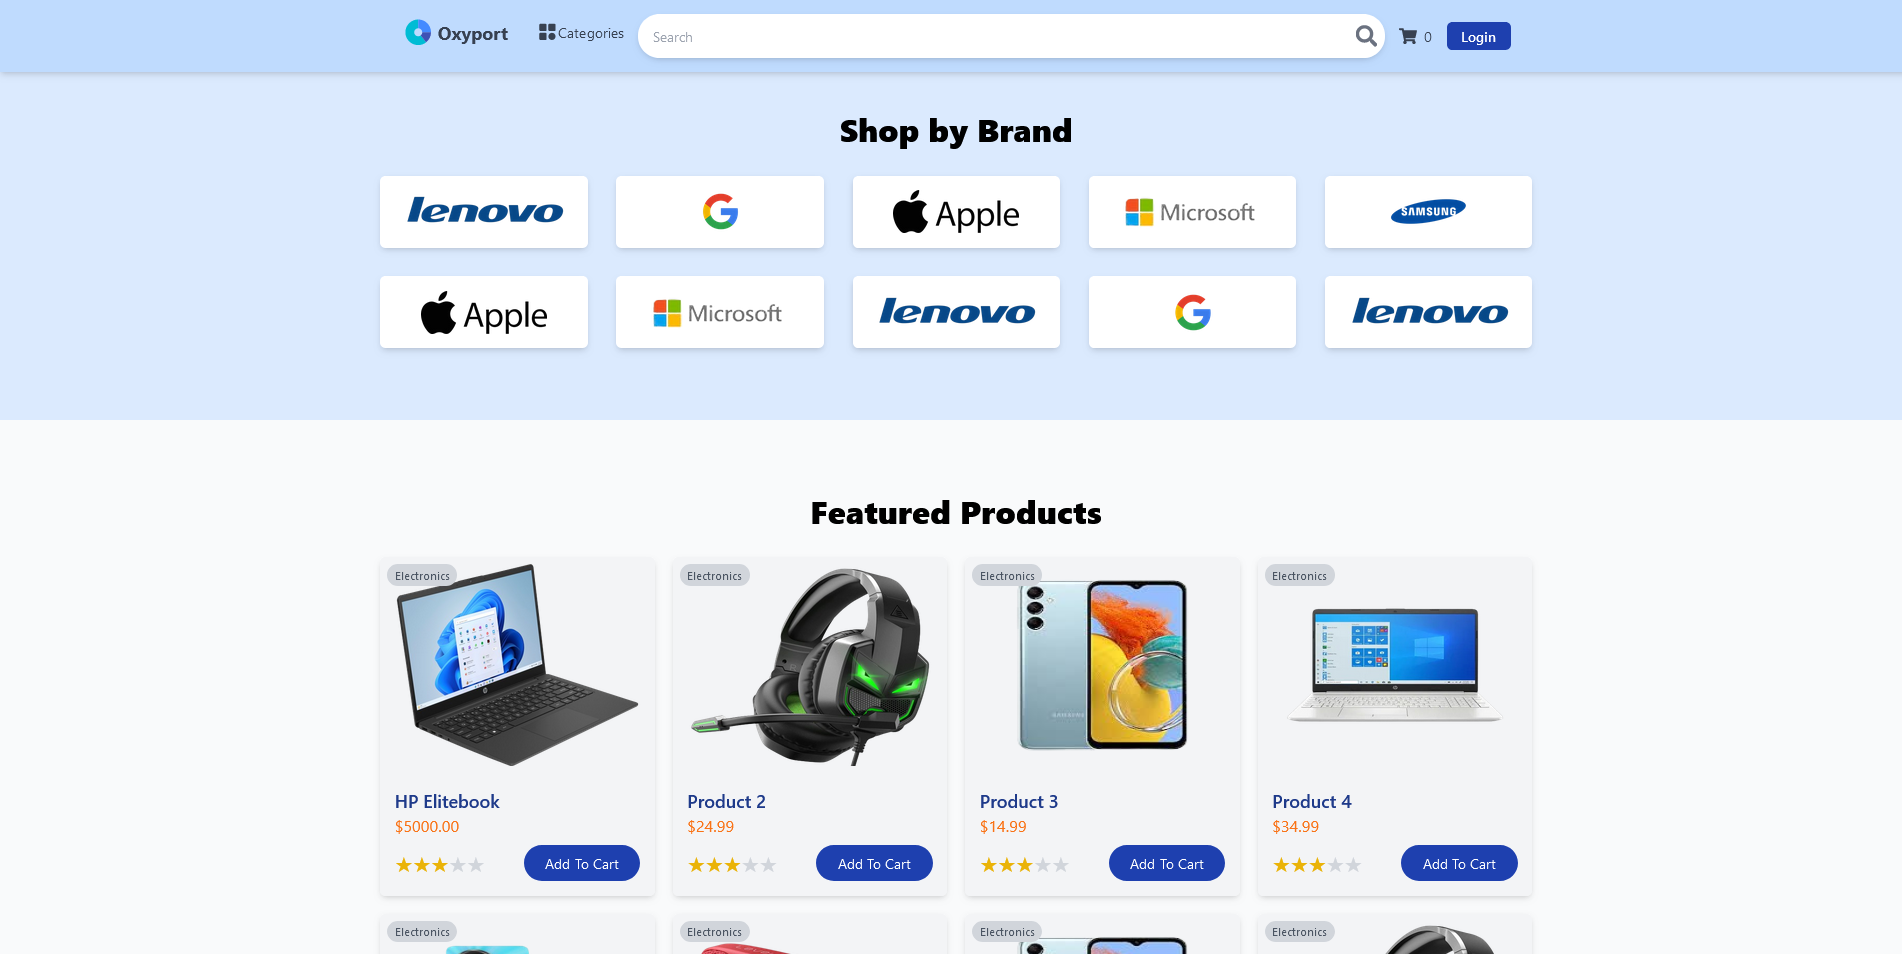 Oxyport
Categories
Search
0
Login
Shop by Brand
lenovo
Apple
Microsoft
SAMSUNG
Apple
Microsoft
lenovo
lenovo
Featured Products
Electronics
Electronics
Electronics
Electronics
SAMSUNG
HP Elitebook
Product 2
Product 3
Product 4
$5000.00
$24.99
$14.99
$34.99
Add To Cart
Add To Cart
Add To Cart
Add To Cart
Electronics
Electronics
Electronics
Electronics